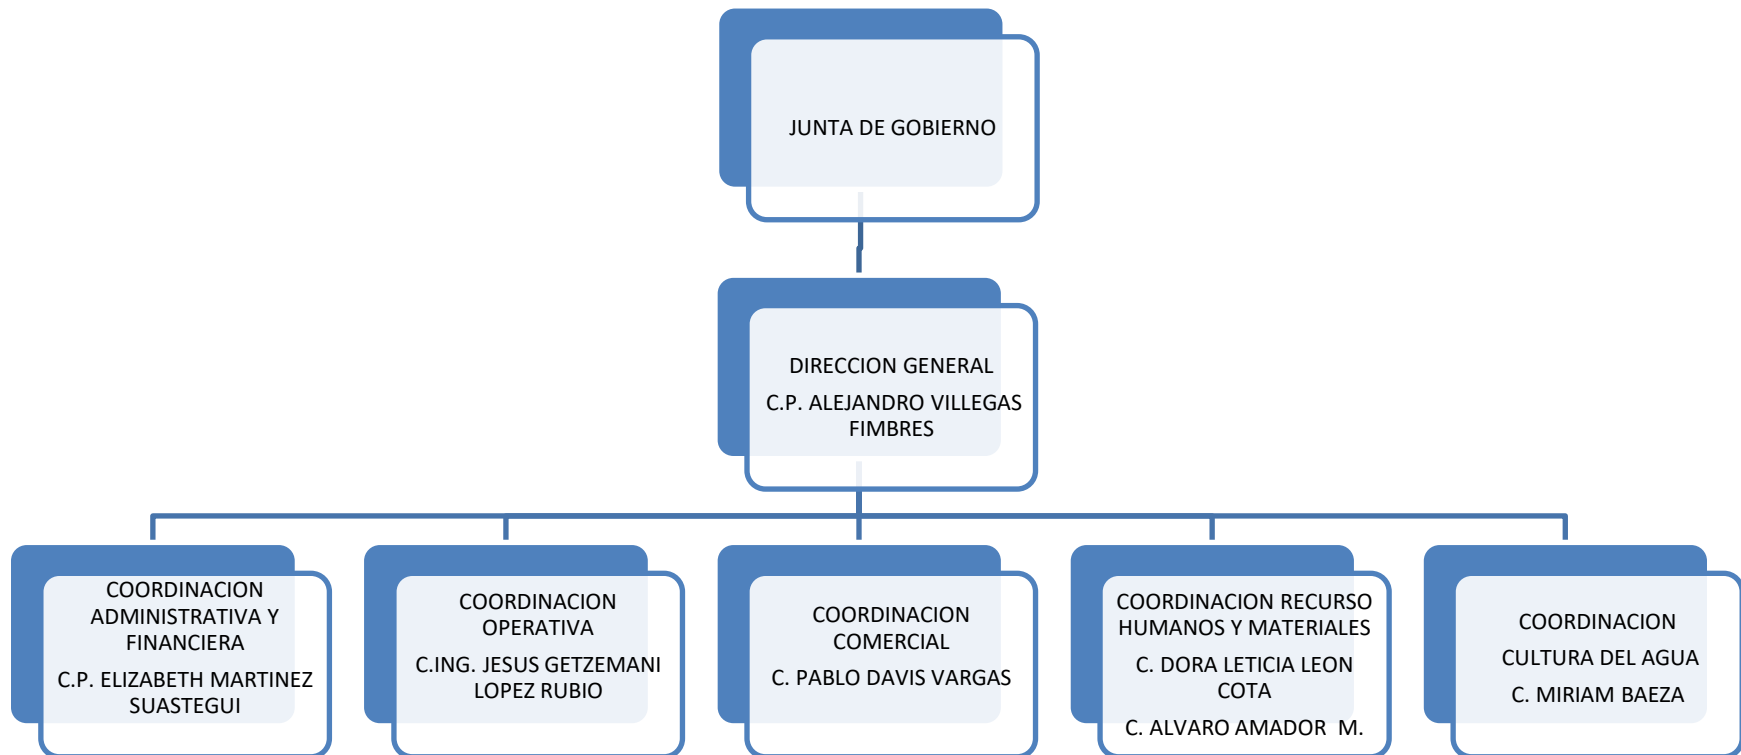 JUNTA DE GOBIERNO
DIRECCION GENERAL
C.P. ALEJANDRO VILLEGAS
FIMBRES
COORDINACION
ADMINISTRATIVA Y
FINANCIERA
C.P. ELIZABETH MARTINEZ
SUASTEGUI
COORDINACION
OPERATIVA
C.ING. JESUS GETZEMANI
LOPEZ RUBIO
COORDINACION
COMERCIAL
C. PABLO DAVIS VARGAS
COORDINACION RECURSO
HUMANOS Y MATERIALES
C. DORA LETICIA LEON
COTA
C. ALVARO AMADOR  M.
COORDINACION
CULTURA DEL AGUA
C. MIRIAM BAEZA